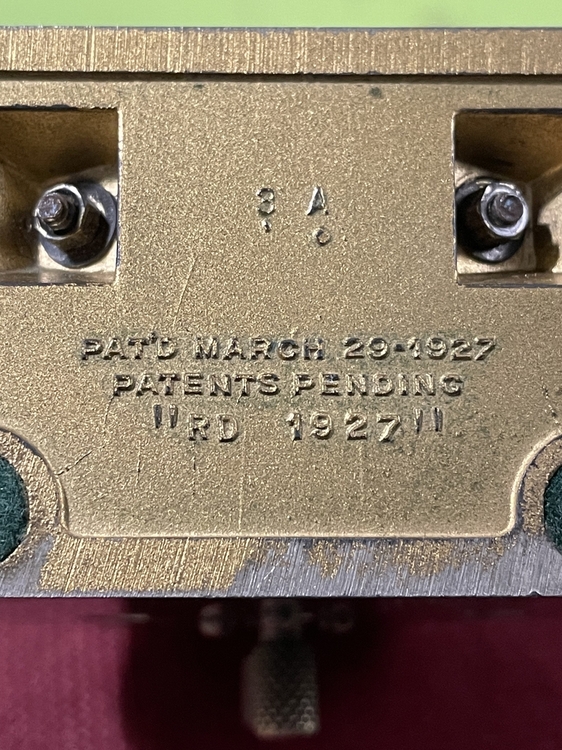 3 A
PAT'D MARCH 29-1927
PATENTS PENDING
"RD 1927"